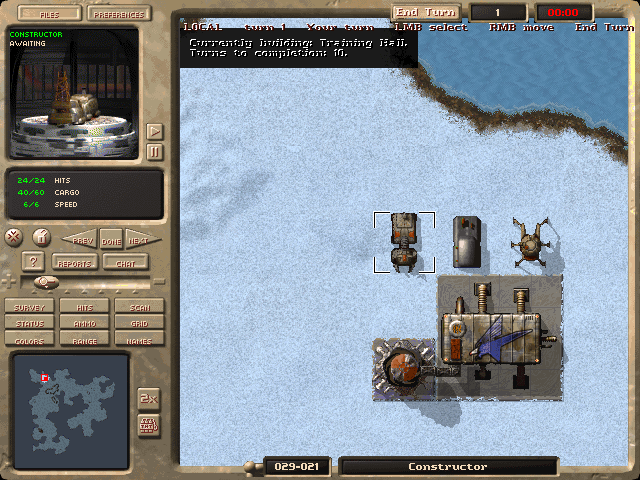 FILES
PREFERENCES
End Turn
1
00:00
LOCAL turn 1 Your turn LMB select RMB move End Turn
CONSTRUCTOR
AWAITING
Currently building: Training Hall.
Turns to completion: 10.
24/24 HITS
40/60 CARGO
6/6 SPEED
PREV
DONE
NEXT
?
REPORTS
CHAT
SURVEY
HITS
SCAN
STATUS
AMMO
GRID
COLORS
RANGE
NAMES
2x
029-021
Constructor